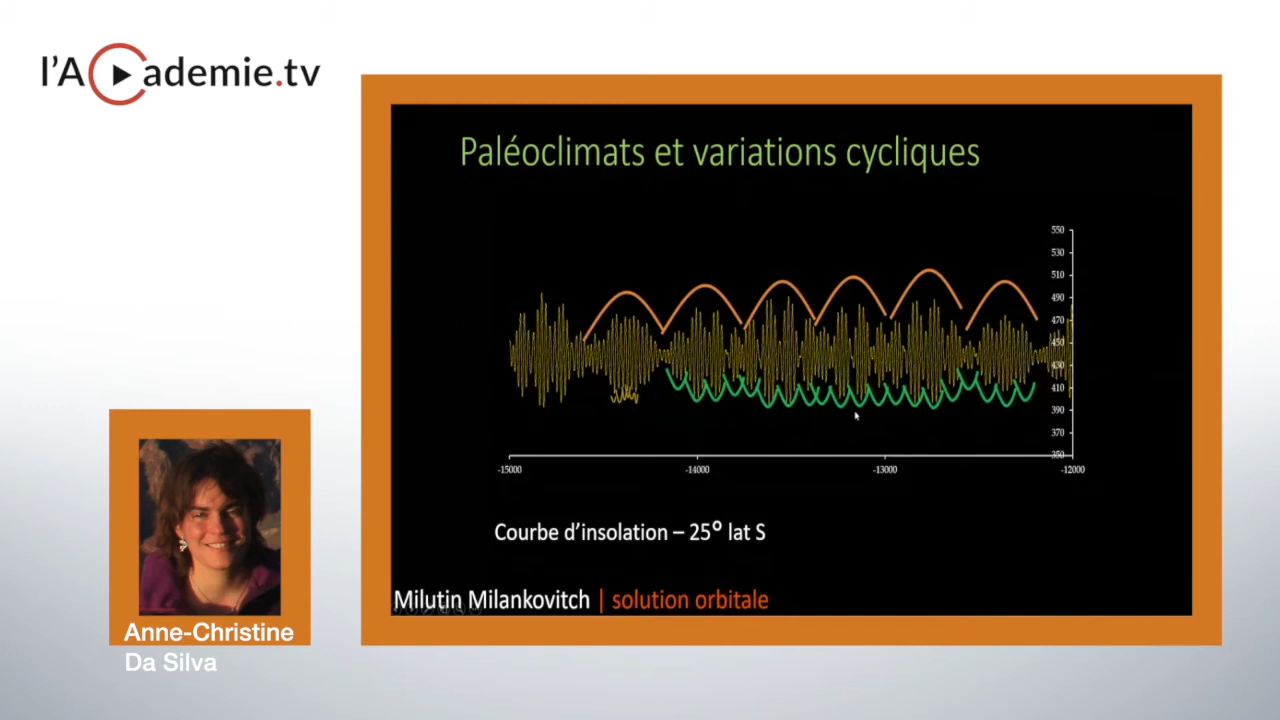 l'Academie.tv
Paléoclimats et variations cycliques
550
530
510
490
470
450
430
410
390
370
350
-15000
-14000
-13000
-12000
Courbe d'insolation – 25° lat S
Milutin Milankovitch | solution orbitale
Anne-Christine
Da Silva